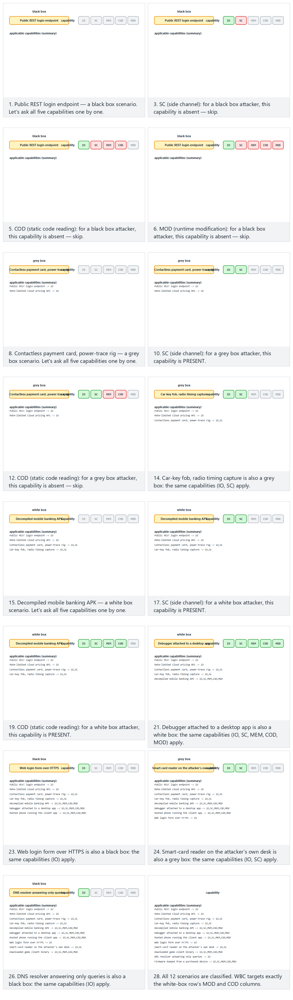 black box
Public REST login endpoint capability IO SC MEM COD MOD
applicable capabilities (summary)
1. Public REST login endpoint — a black box scenario.
Let's ask all five capabilities one by one.
black box
Public REST login endpoint capability IO SC MEM COD MOD
applicable capabilities (summary)
3. SC (side channel): for a black box attacker, this
capability is absent — skip.
black box
Public REST login endpoint capability IO SC MEM COD MOD
applicable capabilities (summary)
5. COD (static code reading): for a black box attacker,
this capability is absent — skip.
black box
Public REST login endpoint capability IO SC MEM COD MOD
applicable capabilities (summary)
6. MOD (runtime modification): for a black box
attacker, this capability is absent — skip.
grey box
Contactless payment card, power-trace rig capability IO SC MEM COD MOD
applicable capabilities (summary)
Public REST login endpoint -> IO
Rate-limited cloud pricing API -> IO
8. Contactless payment card, power-trace rig — a grey
box scenario. Let's ask all five capabilities one by one.
grey box
Contactless payment card, power-trace rig capability IO SC MEM COD MOD
applicable capabilities (summary)
Public REST login endpoint -> IO
Rate-limited cloud pricing API -> IO
10. SC (side channel): for a grey box attacker, this
capability is PRESENT.
grey box
Contactless payment card, power-trace rig capability IO SC MEM COD MOD
applicable capabilities (summary)
Public REST login endpoint -> IO
Rate-limited cloud pricing API -> IO
12. COD (static code reading): for a grey box attacker,
this capability is absent — skip.
grey box
Car-key fob, radio timing capture capability IO SC MEM COD MOD
applicable capabilities (summary)
Public REST login endpoint -> IO
Rate-limited cloud pricing API -> IO
Contactless payment card, power-trace rig -> IO,SC
14. Car-key fob, radio timing capture is also a grey
box: the same capabilities (IO, SC) apply.
white box
Decompiled mobile banking APK capability IO SC MEM COD MOD
applicable capabilities (summary)
Public REST login endpoint -> IO
Rate-limited cloud pricing API -> IO
Contactless payment card, power-trace rig -> IO,SC
Car-key fob, radio timing capture -> IO,SC
15. Decompiled mobile banking APK — a white box
scenario. Let's ask all five capabilities one by one.
white box
Decompiled mobile banking APK capability IO SC MEM COD MOD
applicable capabilities (summary)
Public REST login endpoint -> IO
Rate-limited cloud pricing API -> IO
Contactless payment card, power-trace rig -> IO,SC
Car-key fob, radio timing capture -> IO,SC
17. SC (side channel): for a white box attacker, this
capability is PRESENT.
white box
Decompiled mobile banking APK capability IO SC MEM COD MOD
applicable capabilities (summary)
Public REST login endpoint -> IO
Rate-limited cloud pricing API -> IO
Contactless payment card, power-trace rig -> IO,SC
Car-key fob, radio timing capture -> IO,SC
19. COD (static code reading): for a white box attacker,
this capability is PRESENT.
white box
Debugger attached to a desktop app capability IO SC MEM COD MOD
applicable capabilities (summary)
Public REST login endpoint -> IO
Rate-limited cloud pricing API -> IO
Contactless payment card, power-trace rig -> IO,SC
Car-key fob, radio timing capture -> IO,SC
Decompiled mobile banking APK -> IO,SC,MEM,COD,MOD
21. Debugger attached to a desktop app is also a
white box: the same capabilities (IO, SC, MEM, COD,
MOD) apply.
black box
Web login form over HTTPS capability IO SC MEM COD MOD
applicable capabilities (summary)
Public REST login endpoint -> IO
Rate-limited cloud pricing API -> IO
Contactless payment card, power-trace rig -> IO,SC
Car-key fob, radio timing capture -> IO,SC
Decompiled mobile banking APK -> IO,SC,MEM,COD,MOD
Debugger attached to a desktop app -> IO,SC,MEM,COD,MOD
Rooted phone running the client app -> IO,SC,MEM,COD,MOD
23. Web login form over HTTPS is also a black box: the
same capabilities (IO) apply.
grey box
Smart-card reader on the attacker's own desk capability IO SC MEM COD MOD
applicable capabilities (summary)
Public REST login endpoint -> IO
Rate-limited cloud pricing API -> IO
Contactless payment card, power-trace rig -> IO,SC
Car-key fob, radio timing capture -> IO,SC
Decompiled mobile banking APK -> IO,SC,MEM,COD,MOD
Debugger attached to a desktop app -> IO,SC,MEM,COD,MOD
Rooted phone running the client app -> IO,SC,MEM,COD,MOD
Web login form over HTTPS -> IO
24. Smart-card reader on the attacker's own desk is
also a grey box: the same capabilities (IO, SC) apply.
black box
DNS resolver answering only queries capability IO SC MEM COD MOD
applicable capabilities (summary)
Public REST login endpoint -> IO
Rate-limited cloud pricing API -> IO
Contactless payment card, power-trace rig -> IO,SC
Car-key fob, radio timing capture -> IO,SC
Decompiled mobile banking APK -> IO,SC,MEM,COD,MOD
Debugger attached to a desktop app -> IO,SC,MEM,COD,MOD
Rooted phone running the client app -> IO,SC,MEM,COD,MOD
Web login form over HTTPS -> IO
Smart-card reader on the attacker's own desk -> IO,SC
Downloaded game client binary -> IO,SC,MEM,COD,MOD
26. DNS resolver answering only queries is also a
black box: the same capabilities (IO) apply.
capability
applicable capabilities (summary)
Public REST login endpoint -> IO
Rate-limited cloud pricing API -> IO
Contactless payment card, power-trace rig -> IO,SC
Car-key fob, radio timing capture -> IO,SC
Decompiled mobile banking APK -> IO,SC,MEM,COD,MOD
Debugger attached to a desktop app -> IO,SC,MEM,COD,MOD
Rooted phone running the client app -> IO,SC,MEM,COD,MOD
Web login form over HTTPS -> IO
Smart-card reader on the attacker's own desk -> IO,SC
Downloaded game client binary -> IO,SC,MEM,COD,MOD
DNS resolver answering only queries -> IO
Firmware dumped from a purchased device -> IO,SC,MEM,COD,MOD
28. All 12 scenarios are classified. WBC targets exactly
the white-box row's MOD and COD columns.